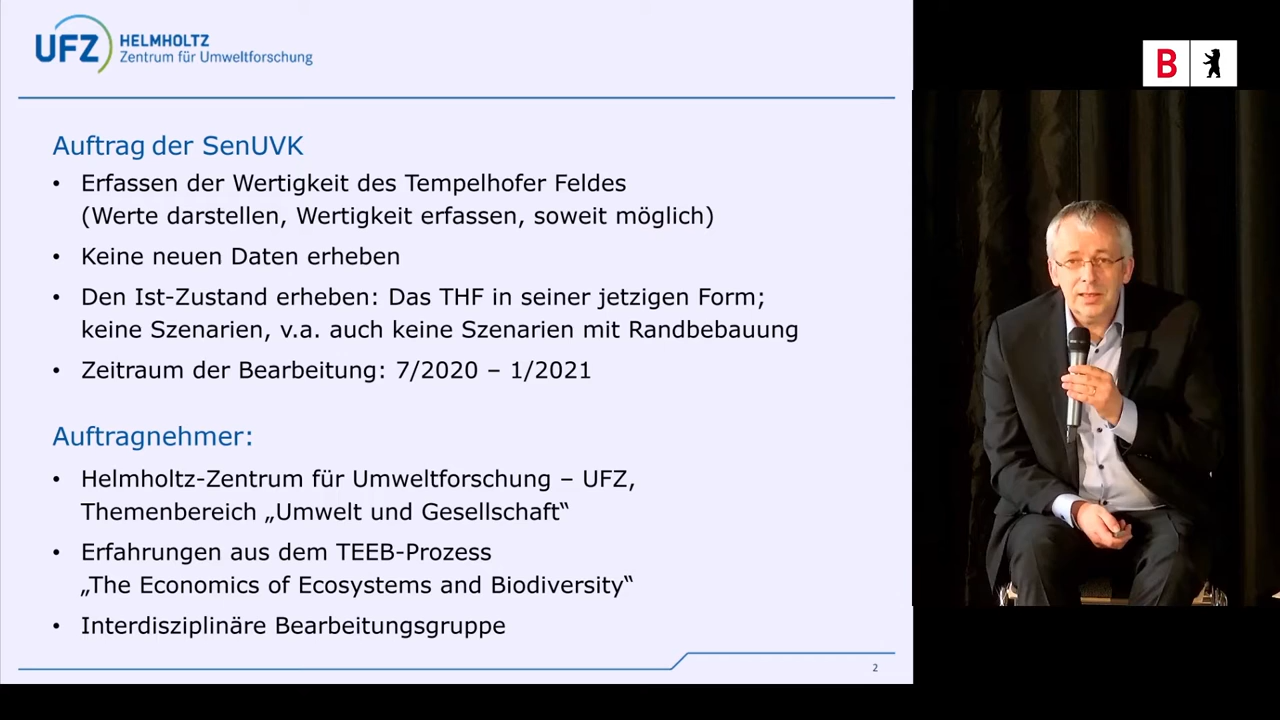 UFZ HELMHOLTZ
Zentrum für Umweltforschung
B
Auftrag der SenUVK
• Erfassen der Wertigkeit des Tempelhofer Feldes
(Werte darstellen, Wertigkeit erfassen, soweit möglich)
• Keine neuen Daten erheben
• Den Ist-Zustand erheben: Das THF in seiner jetzigen Form;
keine Szenarien, v.a. auch keine Szenarien mit Randbebauung
• Zeitraum der Bearbeitung: 7/2020 – 1/2021
Auftragnehmer:
• Helmholtz-Zentrum für Umweltforschung – UFZ,
Themenbereich „Umwelt und Gesellschaft“
• Erfahrungen aus dem TEEB-Prozess
„The Economics of Ecosystems and Biodiversity“
• Interdisziplinäre Bearbeitungsgruppe
2